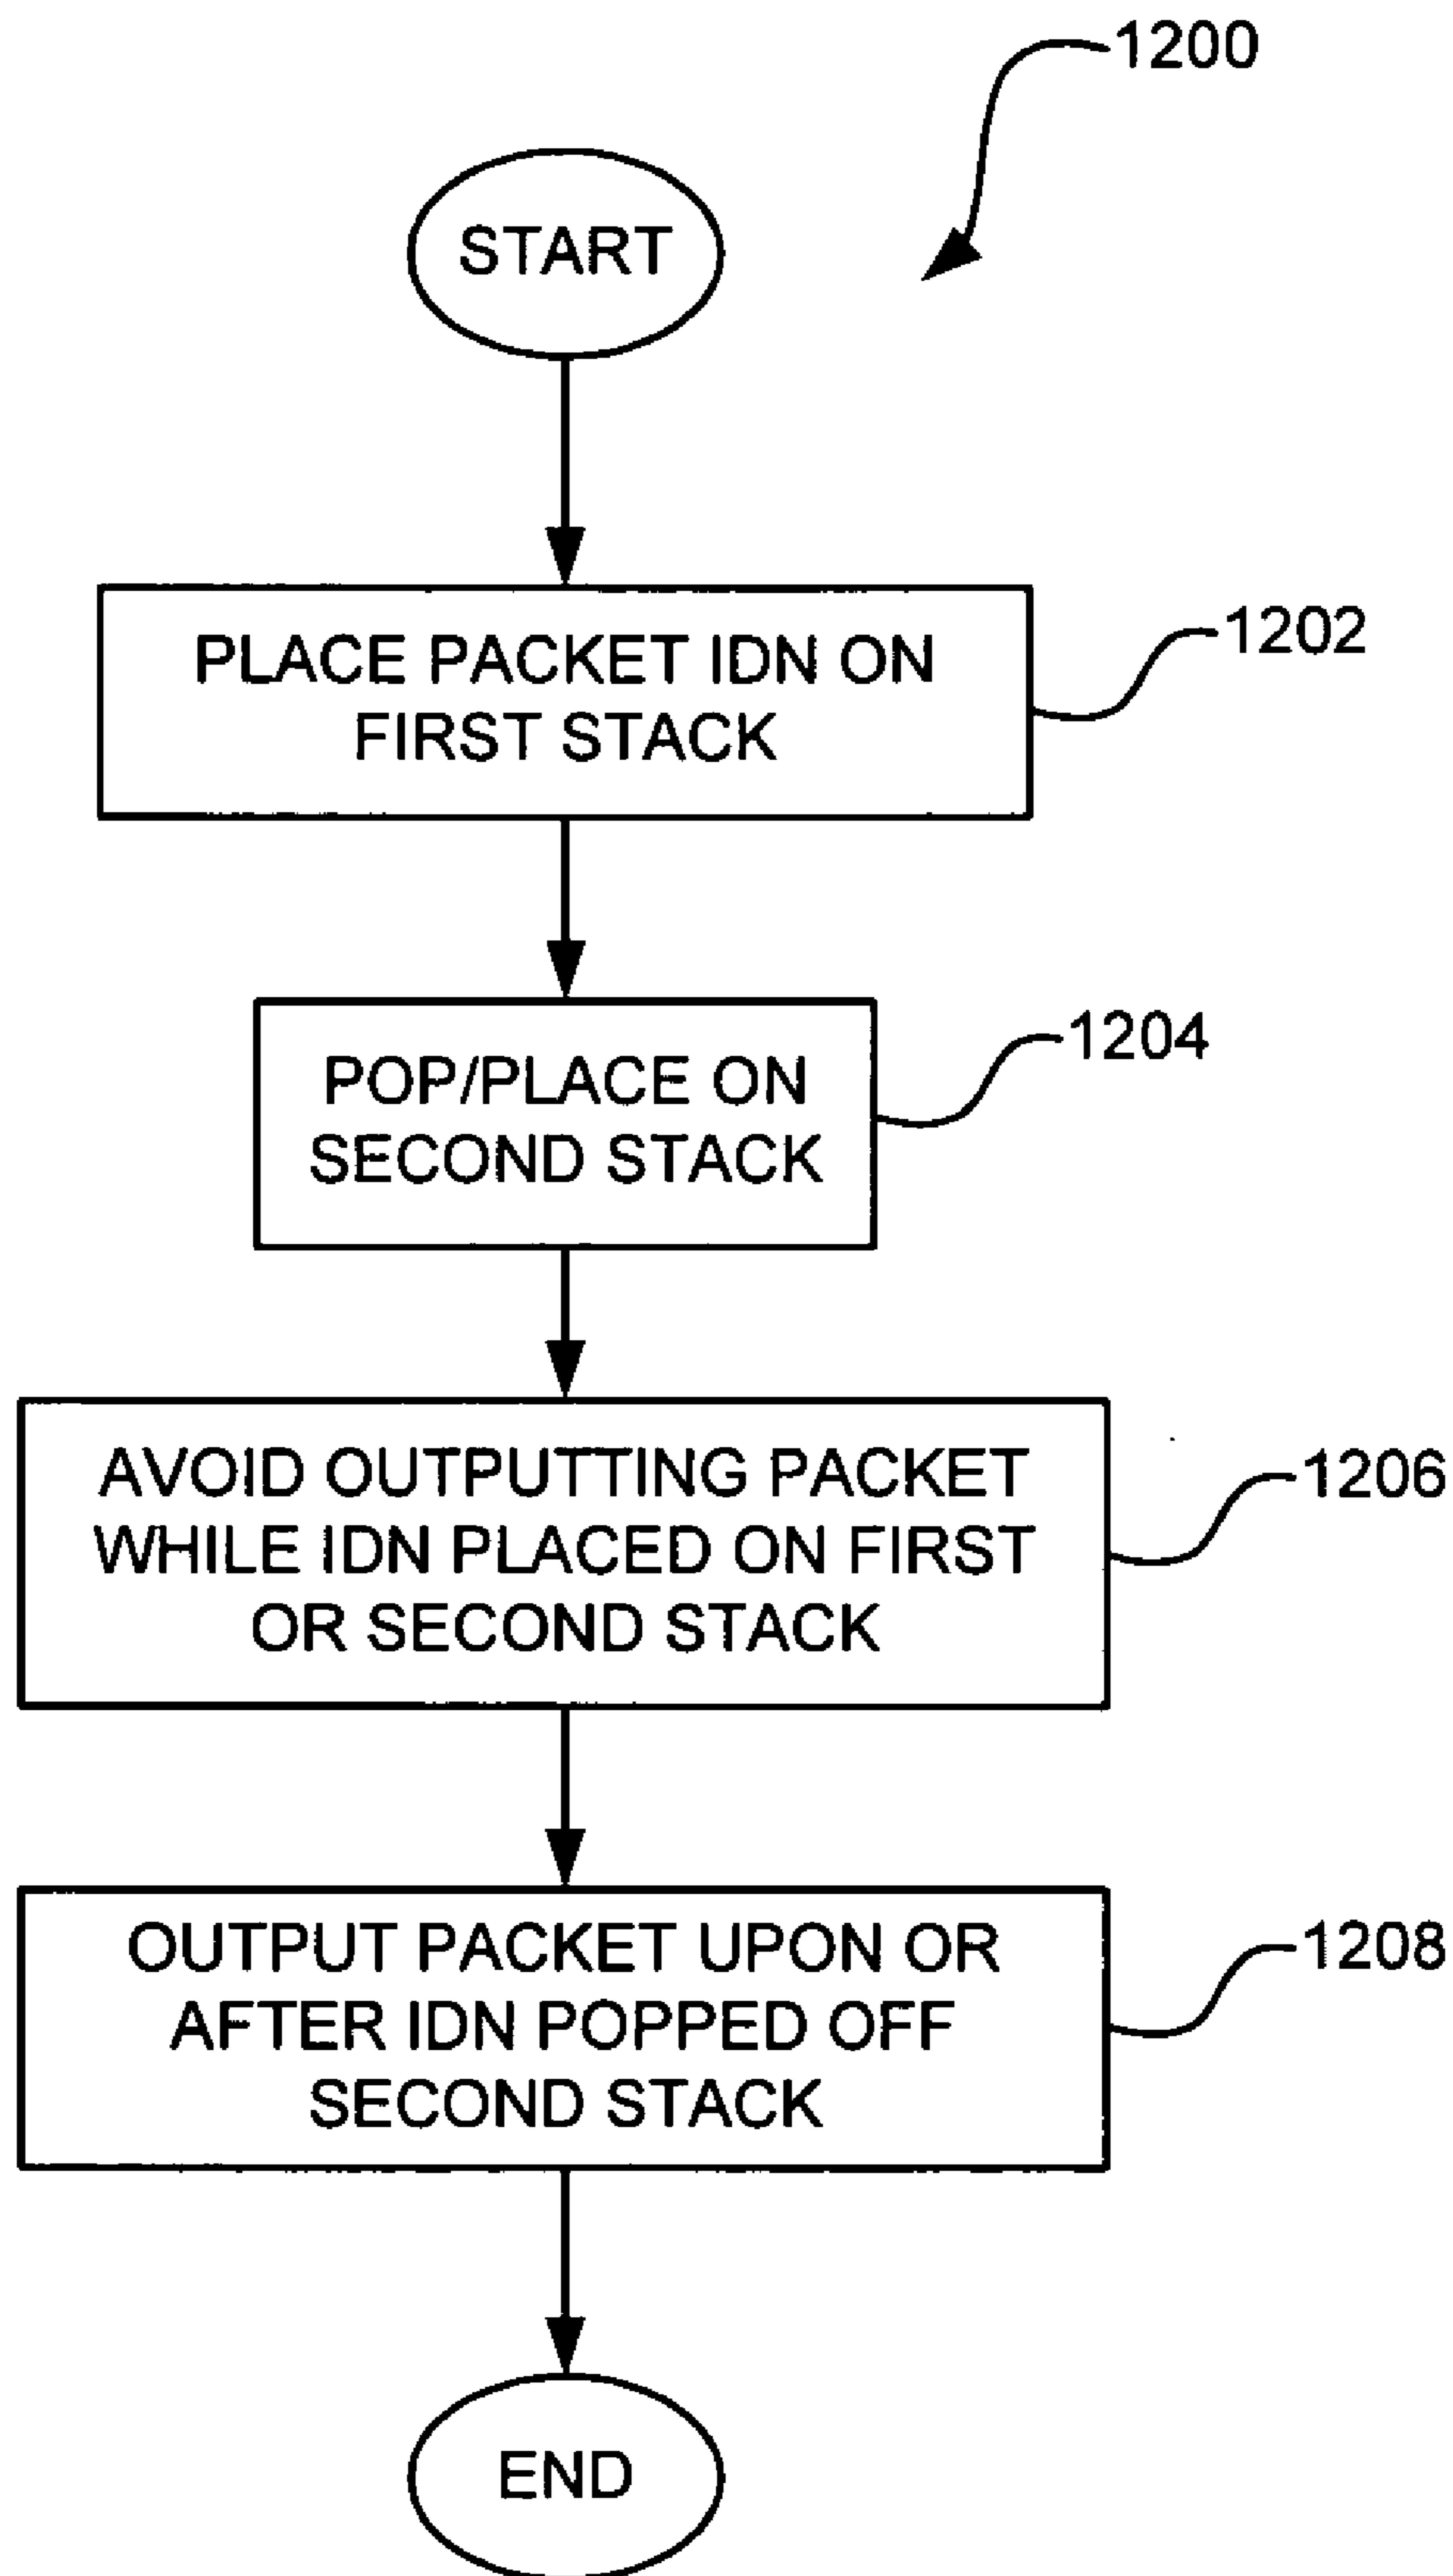 1200
START
PLACE PACKET IDN ON
FIRST STACK
1202
POP/PLACE ON
SECOND STACK
1204
AVOID OUTPUTTING PACKET
WHILE IDN PLACED ON FIRST
OR SECOND STACK
1206
OUTPUT PACKET UPON OR
AFTER IDN POPPED OFF
SECOND STACK
1208
END